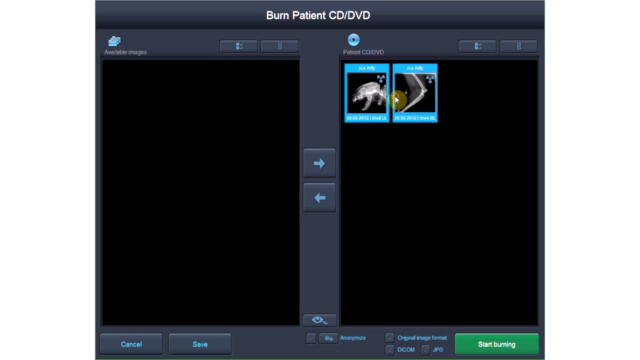 Burn Patient CD/DVD
Available images
Patient CD/DVD
Anonymize
Original image format
DICOM
JPG
Cancel
Save
Start burning